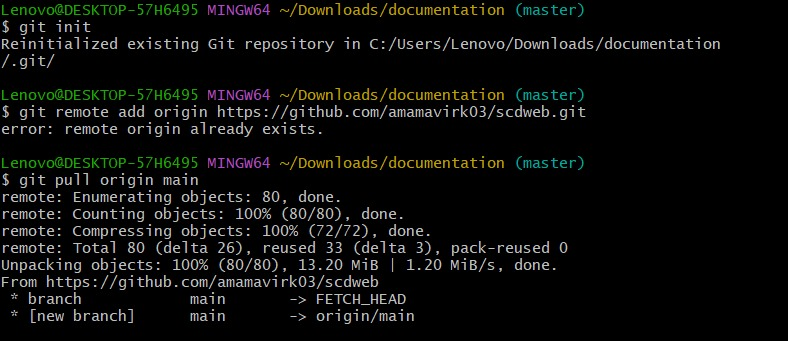 Lenovo@DESKTOP-57H6495 MINGW64 ~/Downloads/documentation (master)
$ git init
Reinitialized existing Git repository in C:/Users/Lenovo/Downloads/documentation
/.git/
Lenovo@DESKTOP-57H6495 MINGW64 ~/Downloads/documentation (master)
$ git remote add origin https://github.com/amamavirk03/scdweb.git
error: remote origin already exists.
Lenovo@DESKTOP-57H6495 MINGW64 ~/Downloads/documentation (master)
$ git pull origin main
remote: Enumerating objects: 80, done.
remote: Counting objects: 100% (80/80), done.
remote: Compressing objects: 100% (72/72), done.
remote: Total 80 (delta 26), reused 33 (delta 3), pack-reused 0
Unpacking objects: 100% (80/80), 13.20 MiB | 1.20 MiB/s, done.
From https://github.com/amamavirk03/scdweb
 * branch            main       -> FETCH_HEAD
 * [new branch]      main       -> origin/main